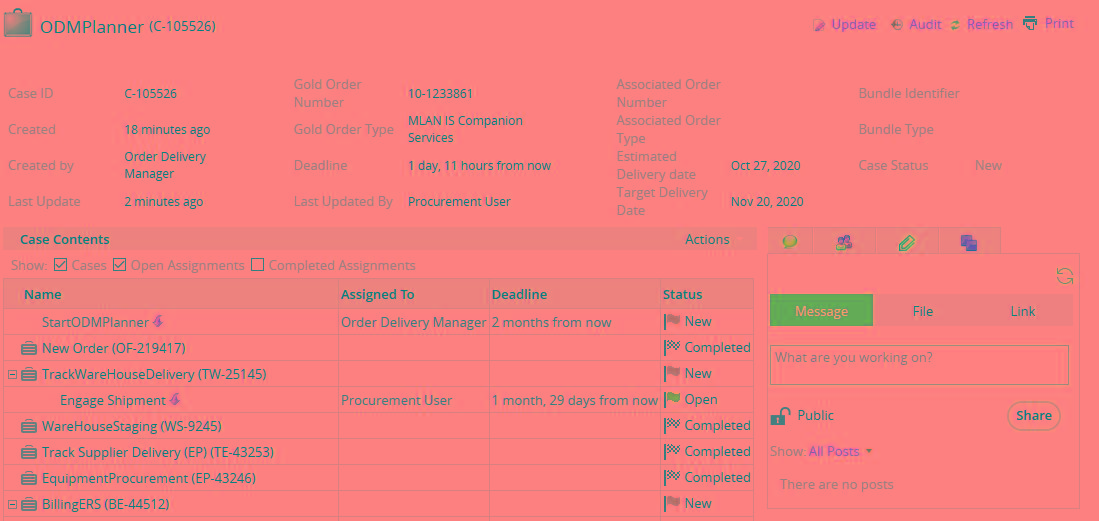 ODMPlanner (C-105526)
Update Audit Refresh Print
Case ID C-105526 Gold Order Number 10-1233861 Associated Order Number Bundle Identifier
Created 18 minutes ago Gold Order Type MLAN IS Companion Services Associated Order Type Bundle Type
Created by Order Delivery Manager Deadline 1 day, 11 hours from now Estimated Delivery date Oct 27, 2020 Case Status New
Last Update 2 minutes ago Last Updated By Procurement User Target Delivery Date Nov 20, 2020
Case Contents Actions
Show: Cases Open Assignments Completed Assignments
Name Assigned To Deadline Status
StartODMPlanner Order Delivery Manager 2 months from now New
New Order (OF-219417) Completed
TrackWareHouseDelivery (TW-25145) New
Engage Shipment Procurement User 1 month, 29 days from now Open
WareHouseStaging (WS-9245) Completed
Track Supplier Delivery (EP) (TE-43253) Completed
EquipmentProcurement (EP-43246) Completed
BillingERS (BE-44512) New
Message File Link
What are you working on?
Public Share
Show: All Posts
There are no posts